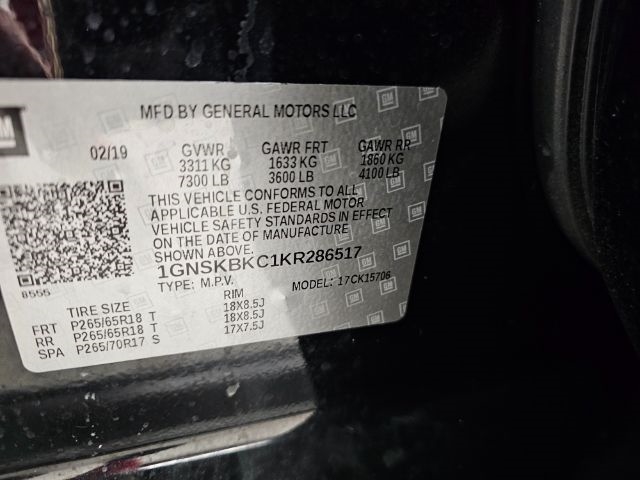 GM
MFD BY GENERAL MOTORS LLC
02/19 GVWR GAWR FRT GAWR RR
3311 KG 1633 KG 1860 KG
7300 LB 3600 LB 4100 LB
THIS VEHICLE CONFORMS TO ALL
APPLICABLE U.S. FEDERAL MOTOR
VEHICLE SAFETY STANDARDS IN EFFECT
ON THE DATE OF MANUFACTURE
SHOWN ABOVE.
1GNSKBKC1KR286517
8555 TYPE: M.P.V. MODEL: 17CK15706
TIRE SIZE RIM
FRT P265/65R18 T 18X8.5J
RR P265/65R18 T 18X8.5J
SPA P265/70R17 S 17X7.5J